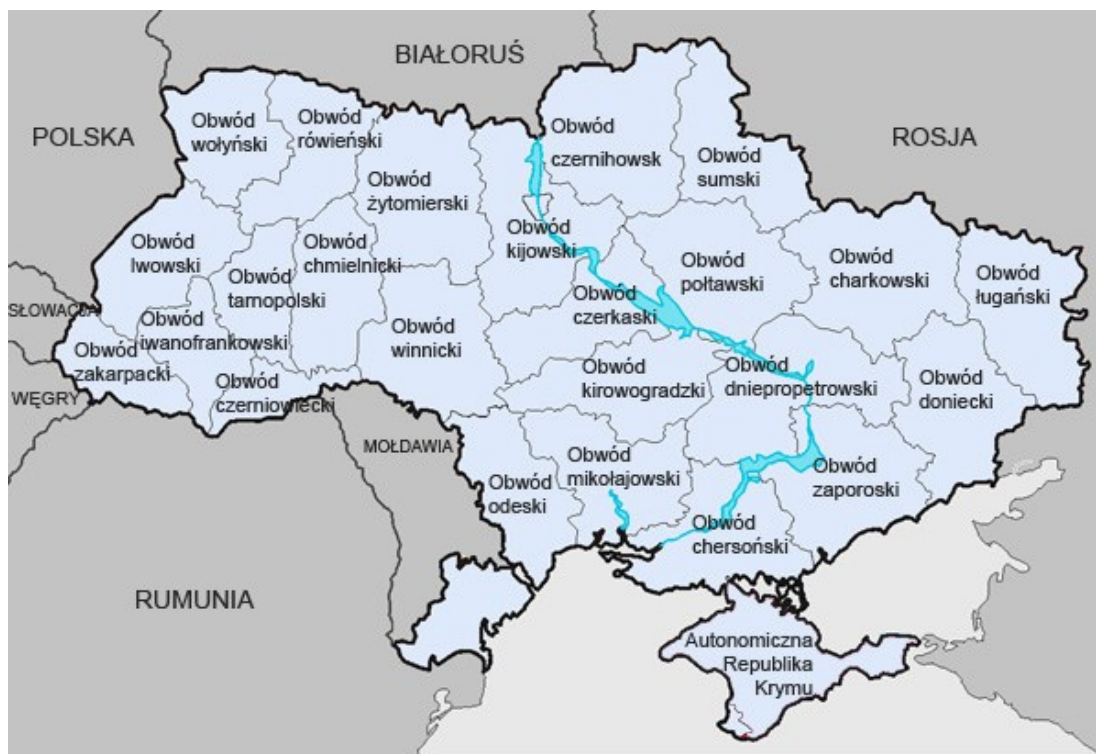 BIAŁORUŚ
POLSKA
ROSJA
Obwód
wołyński
Obwód
rówieński
Obwód
żytomierski
Obwód
czernihowsk
Obwód
sumski
Obwód
lwowski
Obwód
tarnopolski
Obwód
chmielnicki
Obwód
kijowski
Obwód
połtawski
Obwód
charkowski
Obwód
ługański
SŁOWACJA
Obwód
zakarpacki
Obwód
iwanofrankowski
Obwód
czerniowiecki
Obwód
winnicki
Obwód
czerkaski
Obwód
kirowogradzki
Obwód
dniepropetrowski
Obwód
doniecki
WĘGRY
MOŁDAWIA
Obwód
odeski
Obwód
mikołajowski
Obwód
zaporoski
Obwód
chersoński
RUMUNIA
Autonomiczna
Republika
Krymu